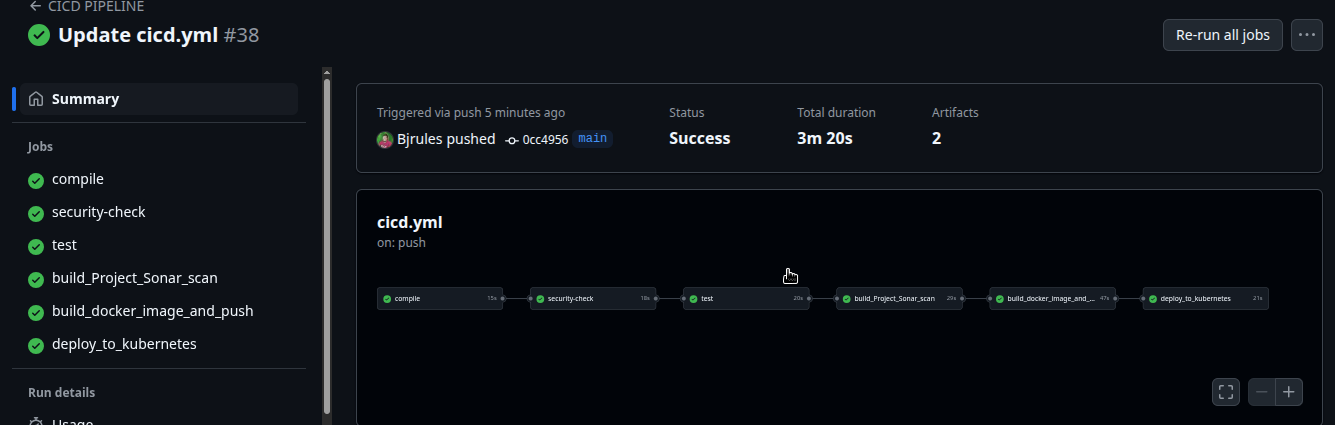 ← CICD PIPELINE
Update cicd.yml #38
Re-run all jobs
Summary
Jobs
compile
security-check
test
build_Project_Sonar_scan
build_docker_image_and_push
deploy_to_kubernetes
Run details
Usage
Triggered via push 5 minutes ago
Bjrules pushed 0cc4956 main
Status
Success
Total duration
3m 20s
Artifacts
2
cicd.yml
on: push
compile 15s
security-check 18s
test 20s
build_Project_Sonar_scan 29s
build_docker_image_and_... 47s
deploy_to_kubernetes 21s